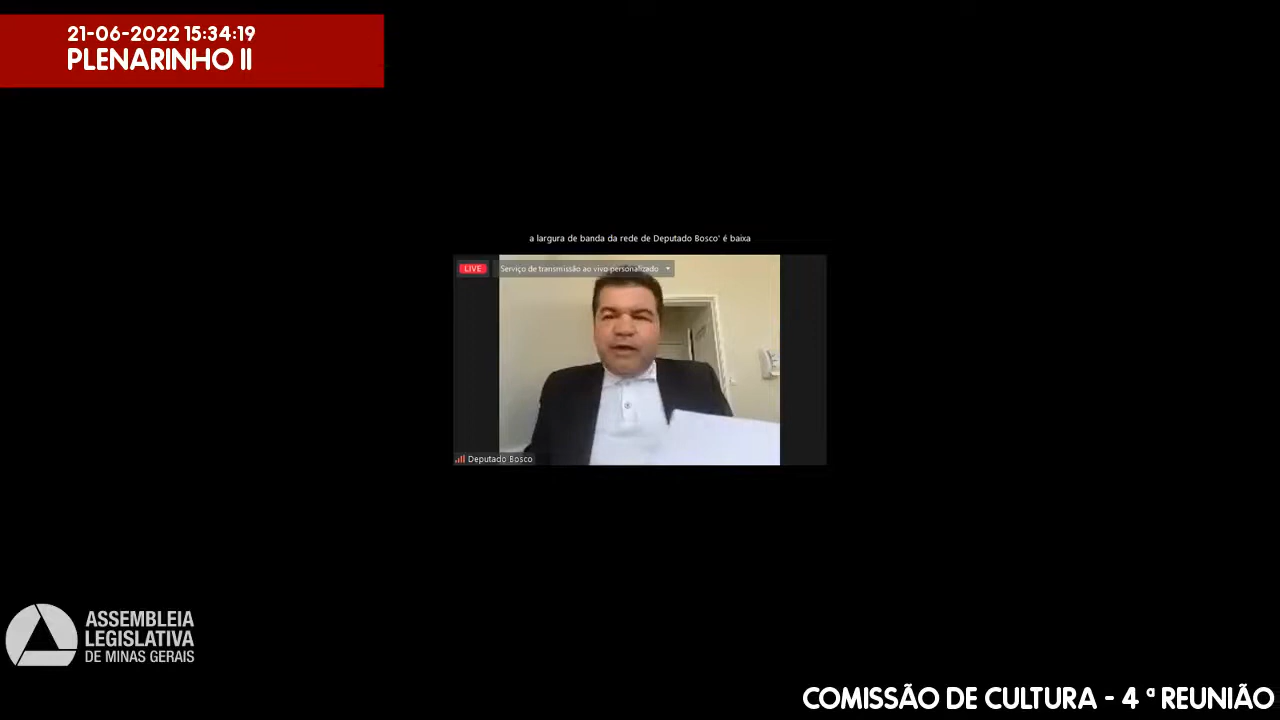 21-06-2022 15:34:19
PLENARINHO II
a largura de banda da rede de Deputado Bosco' é baixa
LIVE
Serviço de transmissão ao vivo personalizado
Deputado Bosco
ASSEMBLEIA
LEGISLATIVA
DE MINAS GERAIS
COMISSÃO DE CULTURA - 4 ª REUNIÃO